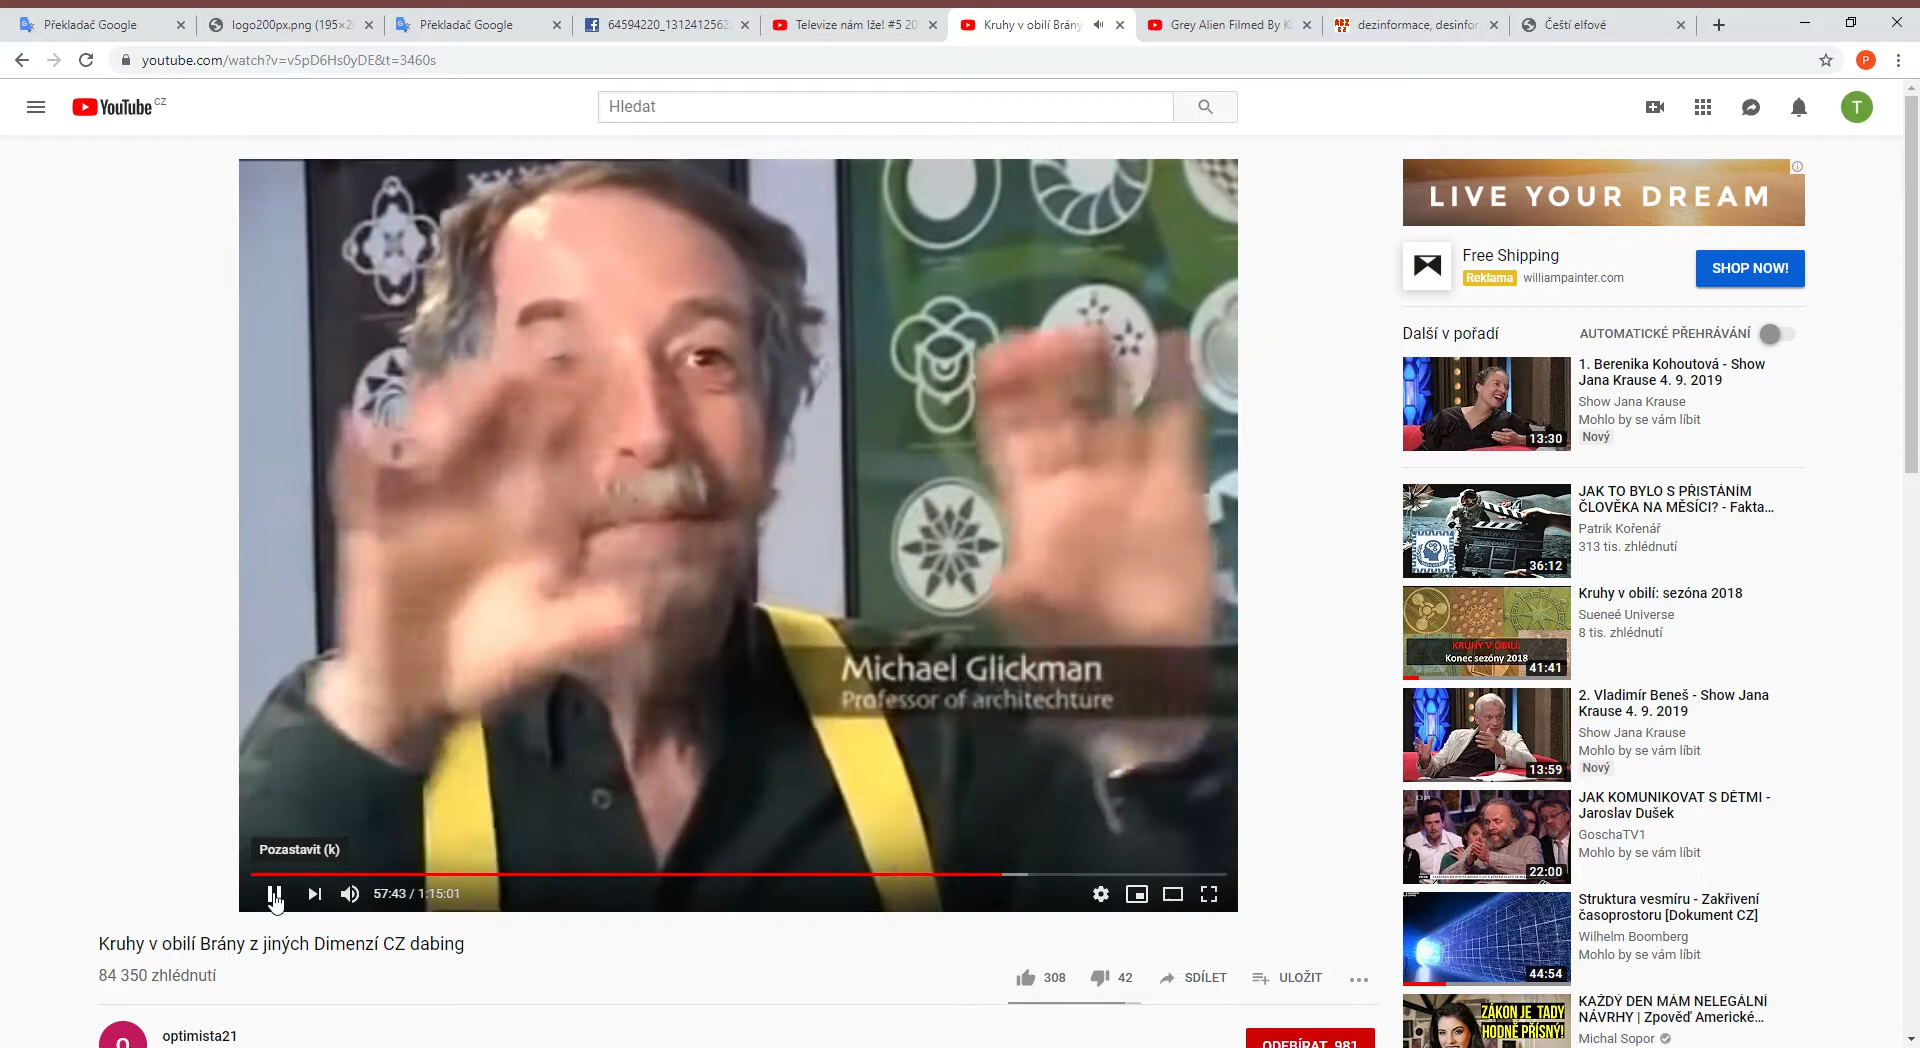 Překladač Google
logo200px.png (195×2
Překladač Google
64594220_1312412562
Televize nám lže! #5 20
Kruhy v obilí Brány
Grey Alien Filmed By K
dezinformace, desinfor
Čeští elfové
youtube.com/watch?v=v5pD6Hs0yDE&t=3460s
P
YouTube CZ
Hledat
T
Michael Glickman
Professor of architechture
Pozastavit (k)
57:43 / 1:15:01
Kruhy v obilí Brány z jiných Dimenzí CZ dabing
84 350 zhlédnutí
308
42
SDÍLET
ULOŽIT
optimista21
ODEBÍRAT 981
LIVE YOUR DREAM
Free Shipping
Reklama williampainter.com
SHOP NOW!
Další v pořadí
AUTOMATICKÉ PŘEHRÁVÁNÍ
13:30
1. Berenika Kohoutová - Show
Jana Krause 4. 9. 2019
Show Jana Krause
Mohlo by se vám líbit
Nový
36:12
JAK TO BYLO S PŘISTÁNÍM
ČLOVĚKA NA MĚSÍCI? - Fakta...
Patrik Kořenář
313 tis. zhlédnutí
KRUHY V OBILÍ:
Konec sezóny 2018
41:41
Kruhy v obilí: sezóna 2018
Sueneé Universe
8 tis. zhlédnutí
13:59
2. Vladimír Beneš - Show Jana
Krause 4. 9. 2019
Show Jana Krause
Mohlo by se vám líbit
Nový
22:00
JAK KOMUNIKOVAT S DĚTMI -
Jaroslav Dušek
GoschaTV1
Mohlo by se vám líbit
44:54
Struktura vesmíru - Zakřivení
časoprostoru [Dokument CZ]
Wilhelm Boomberg
Mohlo by se vám líbit
ZÁKON JE TADY
HODNĚ PŘÍSNÝ!
KAŽDÝ DEN MÁM NELEGÁLNÍ
NÁVRHY | Zpověď Americké...
Michal Sopor